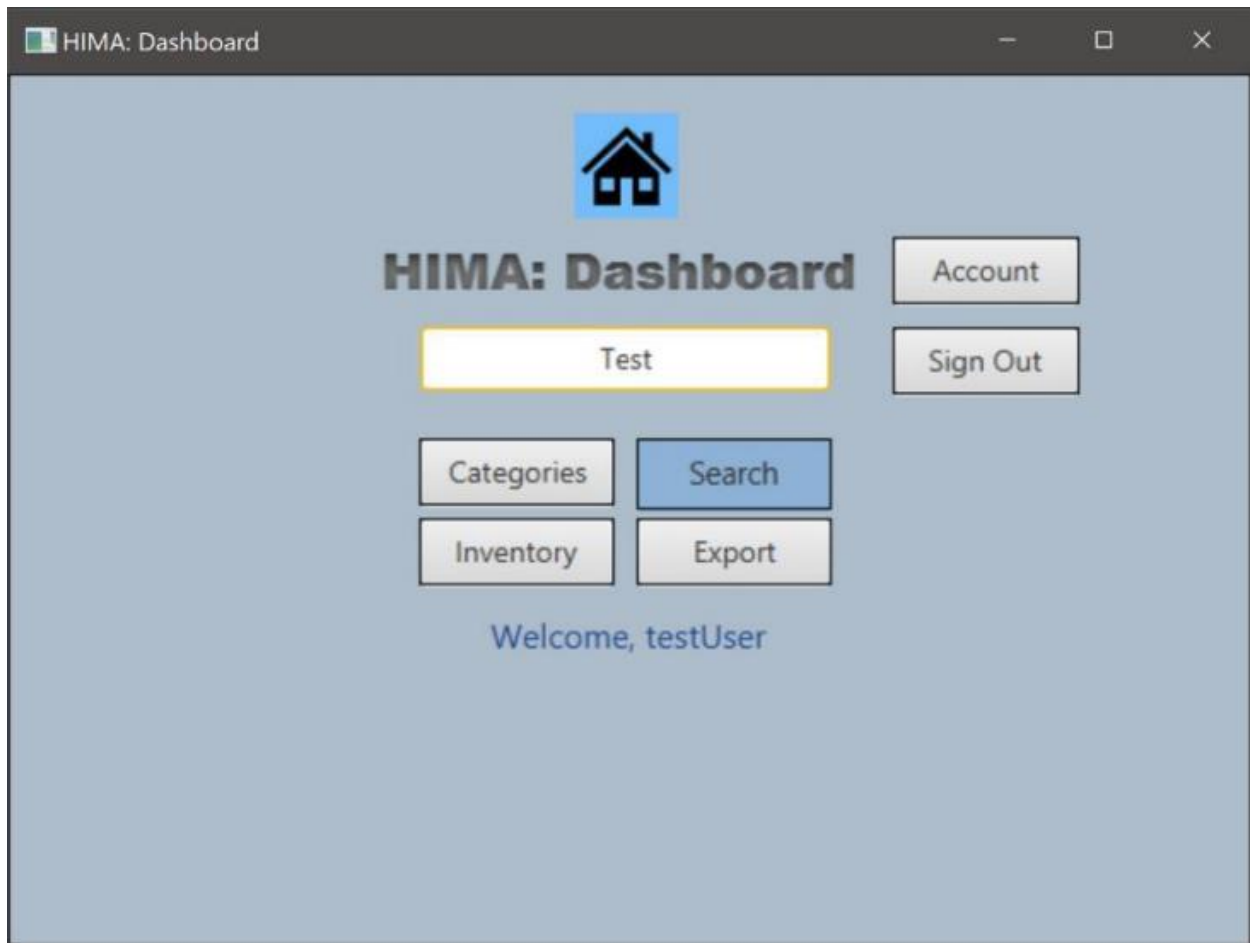 HIMA: Dashboard
HIMA: Dashboard
Account
Test
Sign Out
Categories
Search
Inventory
Export
Welcome, testUser